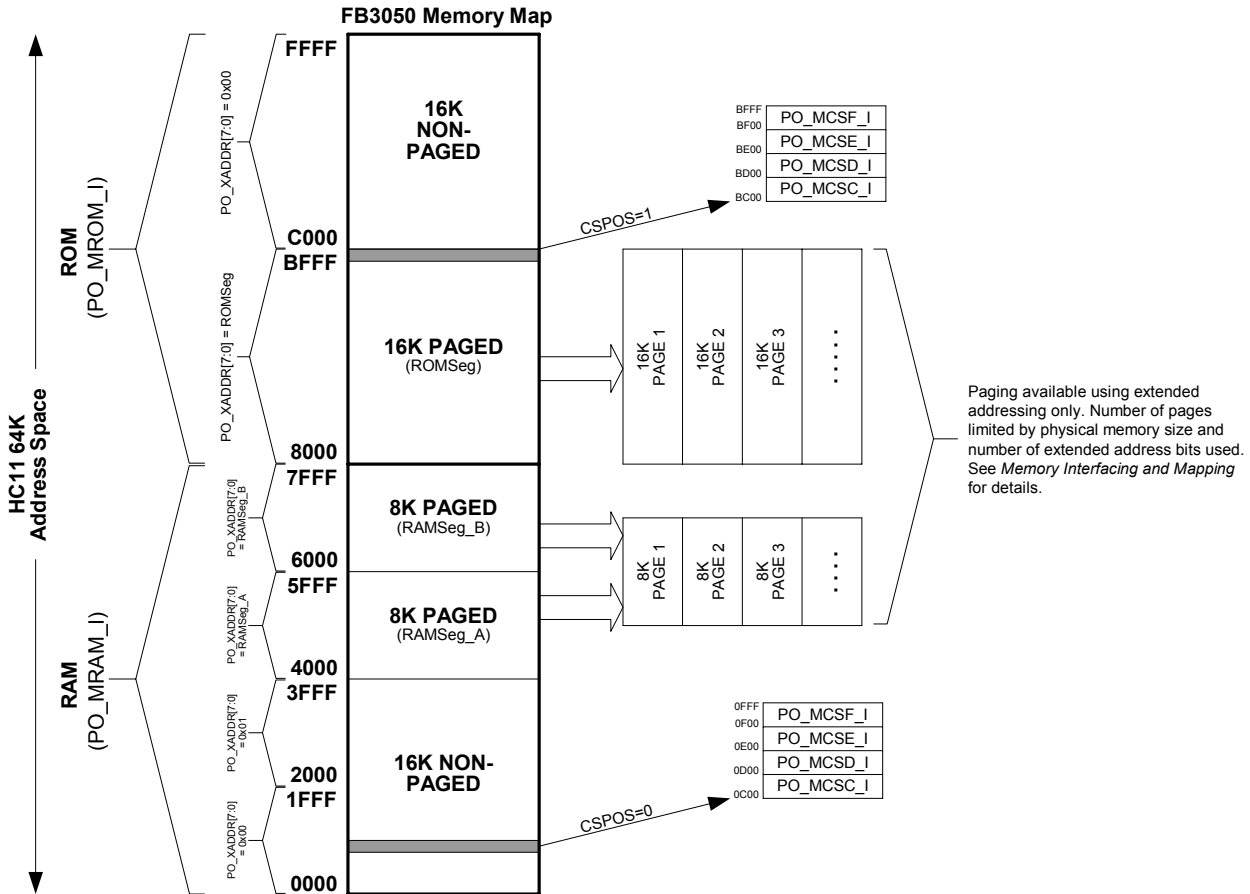 FB3050 Memory Map
HC11 64K
Address Space
ROM
(PO_MROM_I)
RAM
(PO_MRAM_I)
PO_XADDR[7:0] = 0x00
PO_XADDR[7:0] = ROMSeg
PO_XADDR[7:0]
= RAMSeg_B
PO_XADDR[7:0]
= RAMSeg_A
PO_XADDR[7:0]
= 0x01
PO_XADDR[7:0]
= 0x00
FFFF
C000
BFFF
8000
7FFF
6000
5FFF
4000
3FFF
2000
1FFF
0000
16K
NON-
PAGED
16K PAGED
(ROMSeg)
8K PAGED
(RAMSeg_B)
8K PAGED
(RAMSeg_A)
16K NON-
PAGED
CSPOS=1
BFFF
PO_MCSF_I
BF00
PO_MCSE_I
BE00
PO_MCSD_I
BD00
PO_MCSC_I
BC00
16K
PAGE 1
16K
PAGE 2
16K
PAGE 3
. . . . .
8K
PAGE 1
8K
PAGE 2
8K
PAGE 3
. . . . .
Paging available using extended
addressing only. Number of pages
limited by physical memory size and
number of extended address bits used.
See Memory Interfacing and Mapping
for details.
CSPOS=0
0FFF
PO_MCSF_I
0F00
PO_MCSE_I
0E00
PO_MCSD_I
0D00
PO_MCSC_I
0C00